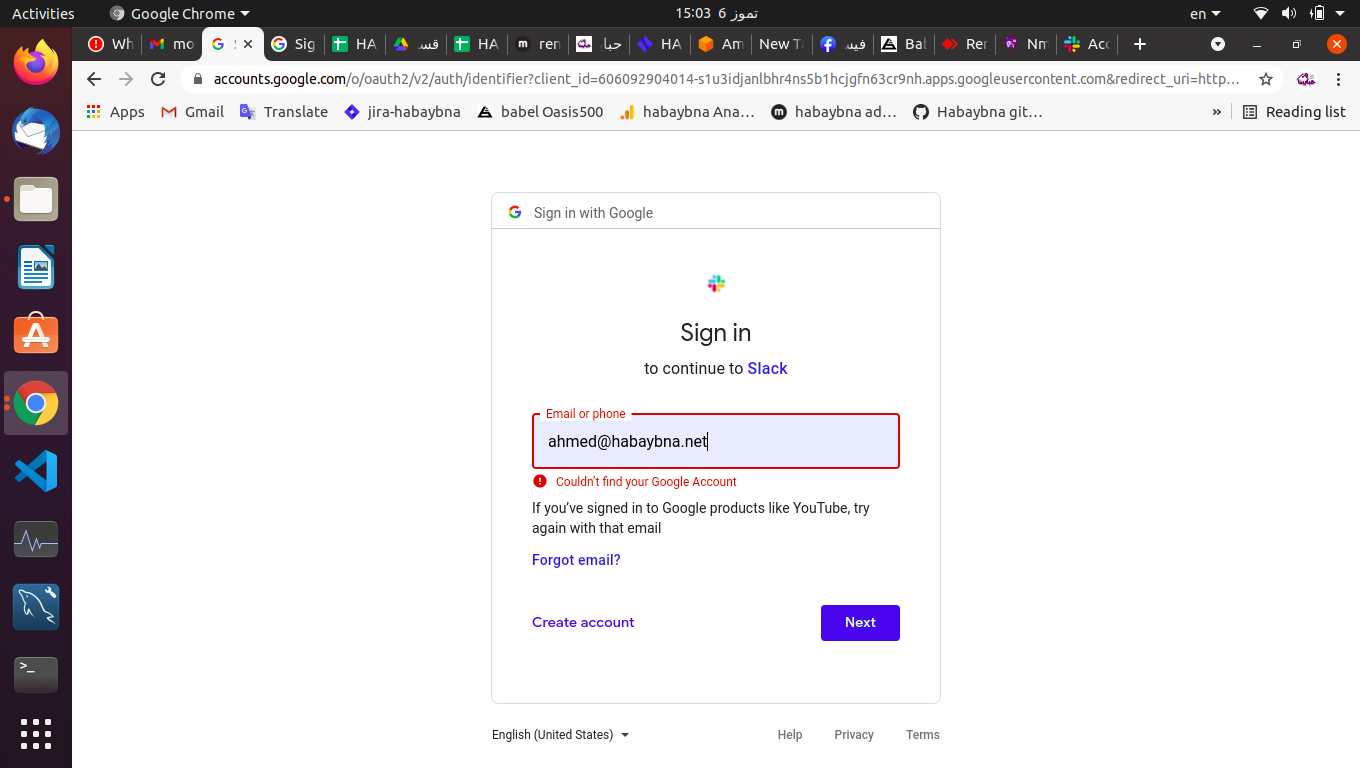 Activities
Google Chrome
15:03 6 تموز
en
Wh
mo
Sig
HA
قسـ
HA
ren
حبا
HA
Am
New Ta
فيس
Bab
Rer
Nm
Acc
accounts.google.com/o/oauth2/v2/auth/identifier?client_id=606092904014-s1u3idjanlbhr4ns5b1hcjgfn63cr9nh.apps.googleusercontent.com&redirect_uri=http...
Apps
Gmail
Translate
jira-habaybna
babel Oasis500
habaybna Ana...
habaybna ad...
Habaybna git...
»
Reading list
Sign in with Google
Sign in
to continue to Slack
Email or phone
ahmed@habaybna.net
Couldn't find your Google Account
If you've signed in to Google products like YouTube, try
again with that email
Forgot email?
Create account
Next
English (United States)
Help
Privacy
Terms